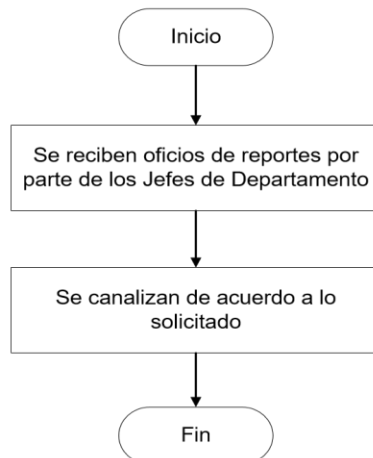 Inicio
Se reciben oficios de reportes por
parte de los Jefes de Departamento
Se canalizan de acuerdo a lo
solicitado
Fin